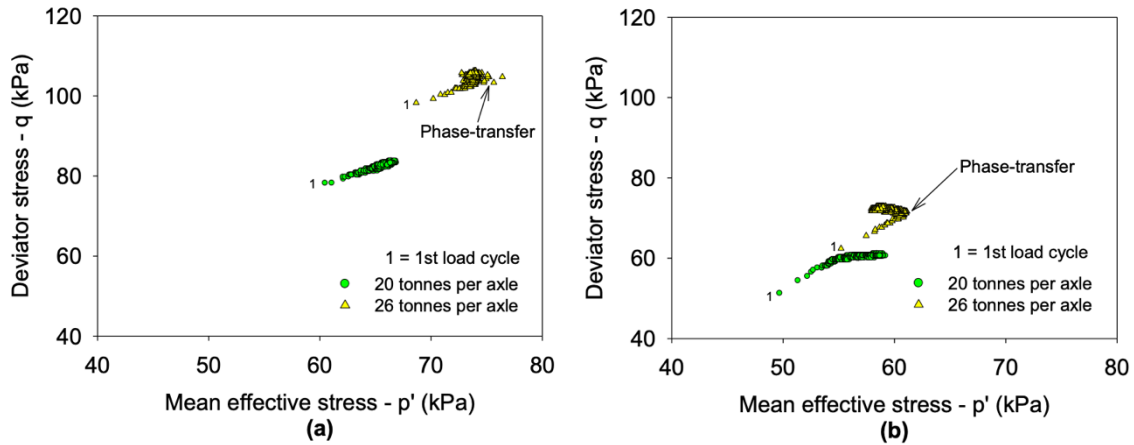 120
100
80
60
40
Deviator stress - q (kPa)
1
Phase-transfer
1
1 = 1st load cycle
20 tonnes per axle
26 tonnes per axle
40 50 60 70 80
Mean effective stress - p' (kPa)
(a)
120
100
80
60
40
Deviator stress - q (kPa)
Phase-transfer
1
1 = 1st load cycle
20 tonnes per axle
1
26 tonnes per axle
40 50 60 70 80
Mean effective stress - p' (kPa)
(b)